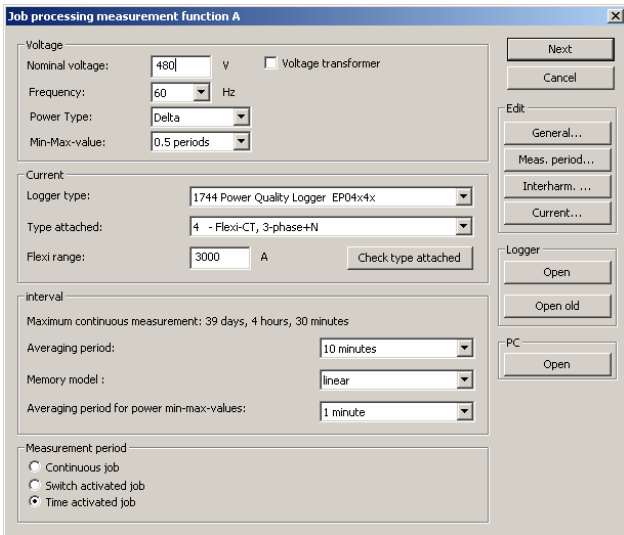 Job processing measurement function A
Voltage
Nominal voltage: 480 V Voltage transformer
Frequency: 60 Hz
Power Type: Delta
Min-Max-value: 0.5 periods
Current
Logger type: 1744 Power Quality Logger EP04x4x
Type attached: 4 - Flexi-CT, 3-phase+N
Flexi range: 3000 A Check type attached
interval
Maximum continuous measurement: 39 days, 4 hours, 30 minutes
Averaging period: 10 minutes
Memory model : linear
Averaging period for power min-max-values: 1 minute
Measurement period
Continuous job
Switch activated job
Time activated job
Next
Cancel
Edit
General...
Meas. period...
Interharm. ...
Current...
Logger
Open
Open old
PC
Open